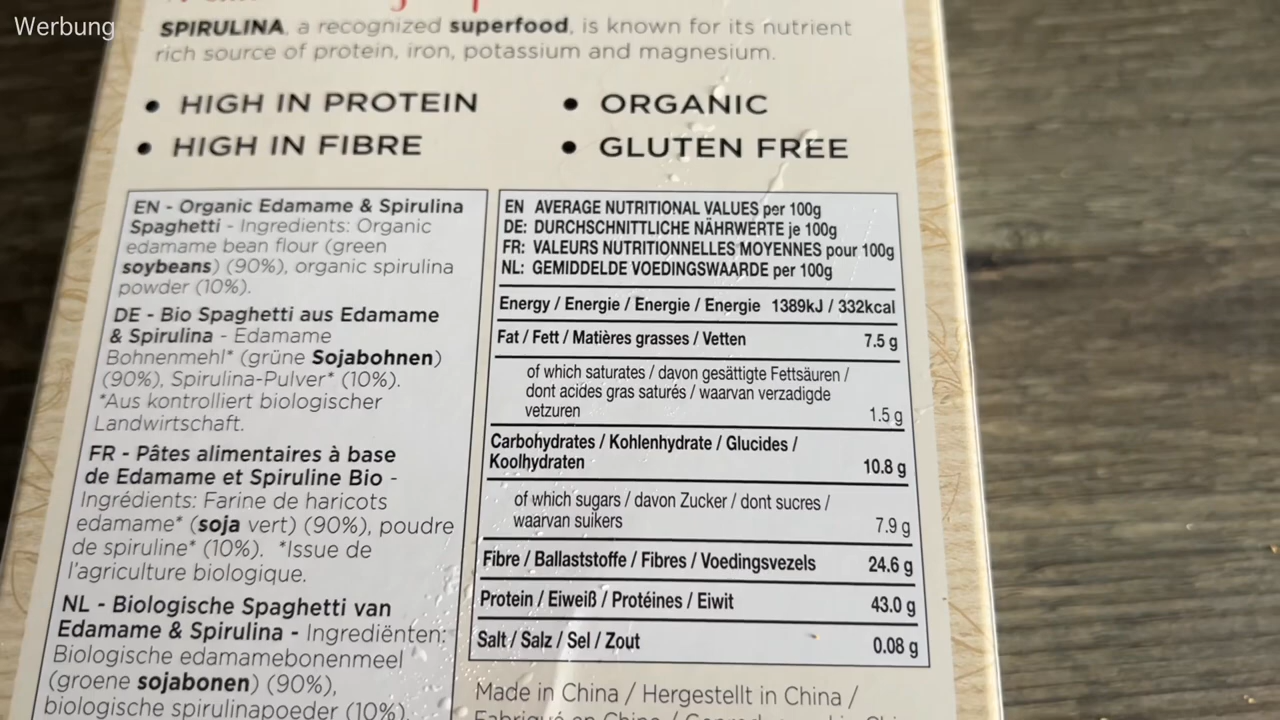 Werbung
SPIRULINA, a recognized superfood, is known for its nutrient
rich source of protein, iron, potassium and magnesium.
• HIGH IN PROTEIN
• HIGH IN FIBRE
• ORGANIC
• GLUTEN FREE
EN - Organic Edamame & Spirulina
Spaghetti - Ingredients: Organic
edamame bean flour (green
soybeans) (90%), organic spirulina
powder (10%).
DE - Bio Spaghetti aus Edamame
& Spirulina - Edamame
Bohnenmehl* (grüne Sojabohnen)
(90%), Spirulina-Pulver* (10%).
*Aus kontrolliert biologischer
Landwirtschaft.
FR - Pâtes alimentaires à base
de Edamame et Spiruline Bio -
Ingrédients: Farine de haricots
edamame* (soja vert) (90%), poudre
de spiruline* (10%). *Issue de
l'agriculture biologique.
NL - Biologische Spaghetti van
Edamame & Spirulina - Ingrediënten:
Biologische edamamebonenmeel
(groene sojabonen) (90%),
biologische spirulinapoeder (10%)
EN AVERAGE NUTRITIONAL VALUES per 100g
DE: DURCHSCHNITTLICHE NÄHRWERTE je 100g
FR: VALEURS NUTRITIONNELLES MOYENNES pour 100g
NL: GEMIDDELDE VOEDINGSWAARDE per 100g
Energy / Energie / Energie / Energie 1389kJ / 332kcal
Fat / Fett / Matières grasses / Vetten 7.5 g
of which saturates / davon gesättigte Fettsäuren /
dont acides gras saturés / waarvan verzadigde
vetzuren 1.5 g
Carbohydrates / Kohlenhydrate / Glucides /
Koolhydraten 10.8 g
of which sugars / davon Zucker / dont sucres /
waarvan suikers 7.9 g
Fibre / Ballaststoffe / Fibres / Voedingsvezels 24.6 g
Protein / Eiweiß / Protéines / Eiwit 43.0 g
Salt / Salz / Sel / Zout 0.08 g
Made in China / Hergestellt in China /